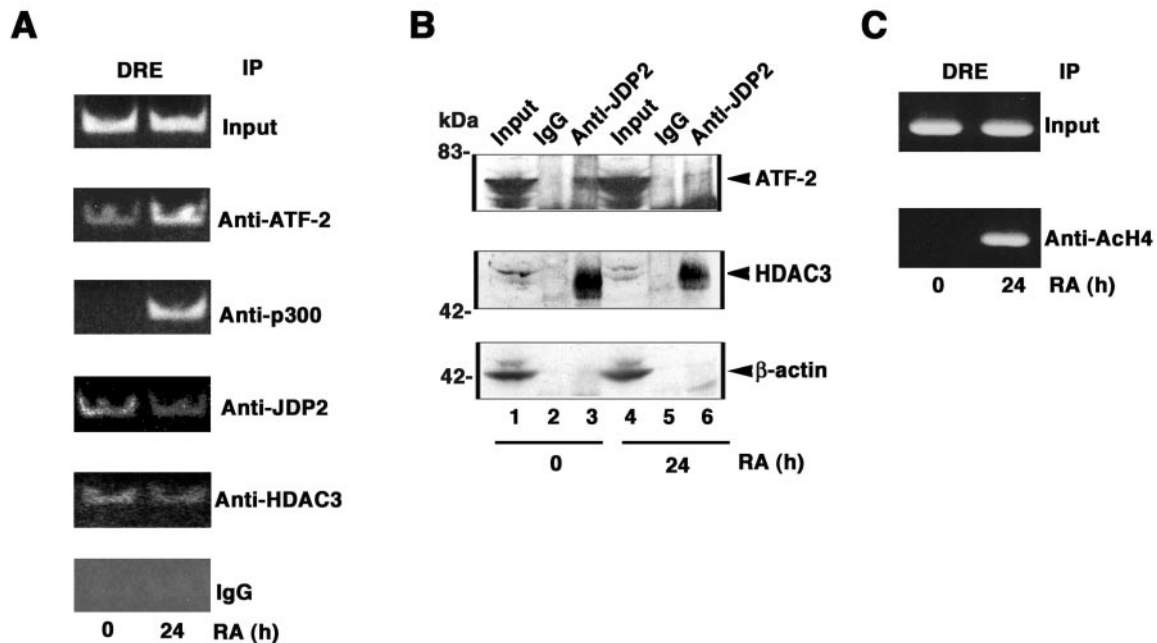 A
DRE IP
Input
Anti-ATF-2
Anti-p300
Anti-JDP2
Anti-HDAC3
IgG
0 24 RA (h)
B
kDa Input IgG Anti-JDP2 Input IgG Anti-JDP2
83-
ATF-2
HDAC3
42-
42- β-actin
1 2 3 4 5 6
0 24 RA (h)
C
DRE IP
Input
Anti-AcH4
0 24 RA (h)